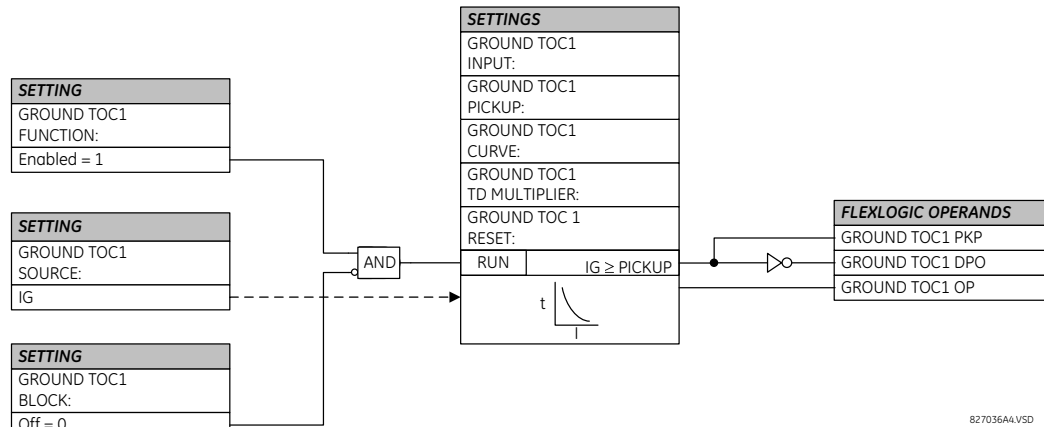 SETTING
GROUND TOC1
FUNCTION:
Enabled = 1
SETTING
GROUND TOC1
SOURCE:
IG
SETTING
GROUND TOC1
BLOCK:
Off = 0
AND
SETTINGS
GROUND TOC1
INPUT:
GROUND TOC1
PICKUP:
GROUND TOC1
CURVE:
GROUND TOC1
TD MULTIPLIER:
GROUND TOC 1
RESET:
RUN
IG ≥ PICKUP
t
I
FLEXLOGIC OPERANDS
GROUND TOC1 PKP
GROUND TOC1 DPO
GROUND TOC1 OP
827036A4.VSD